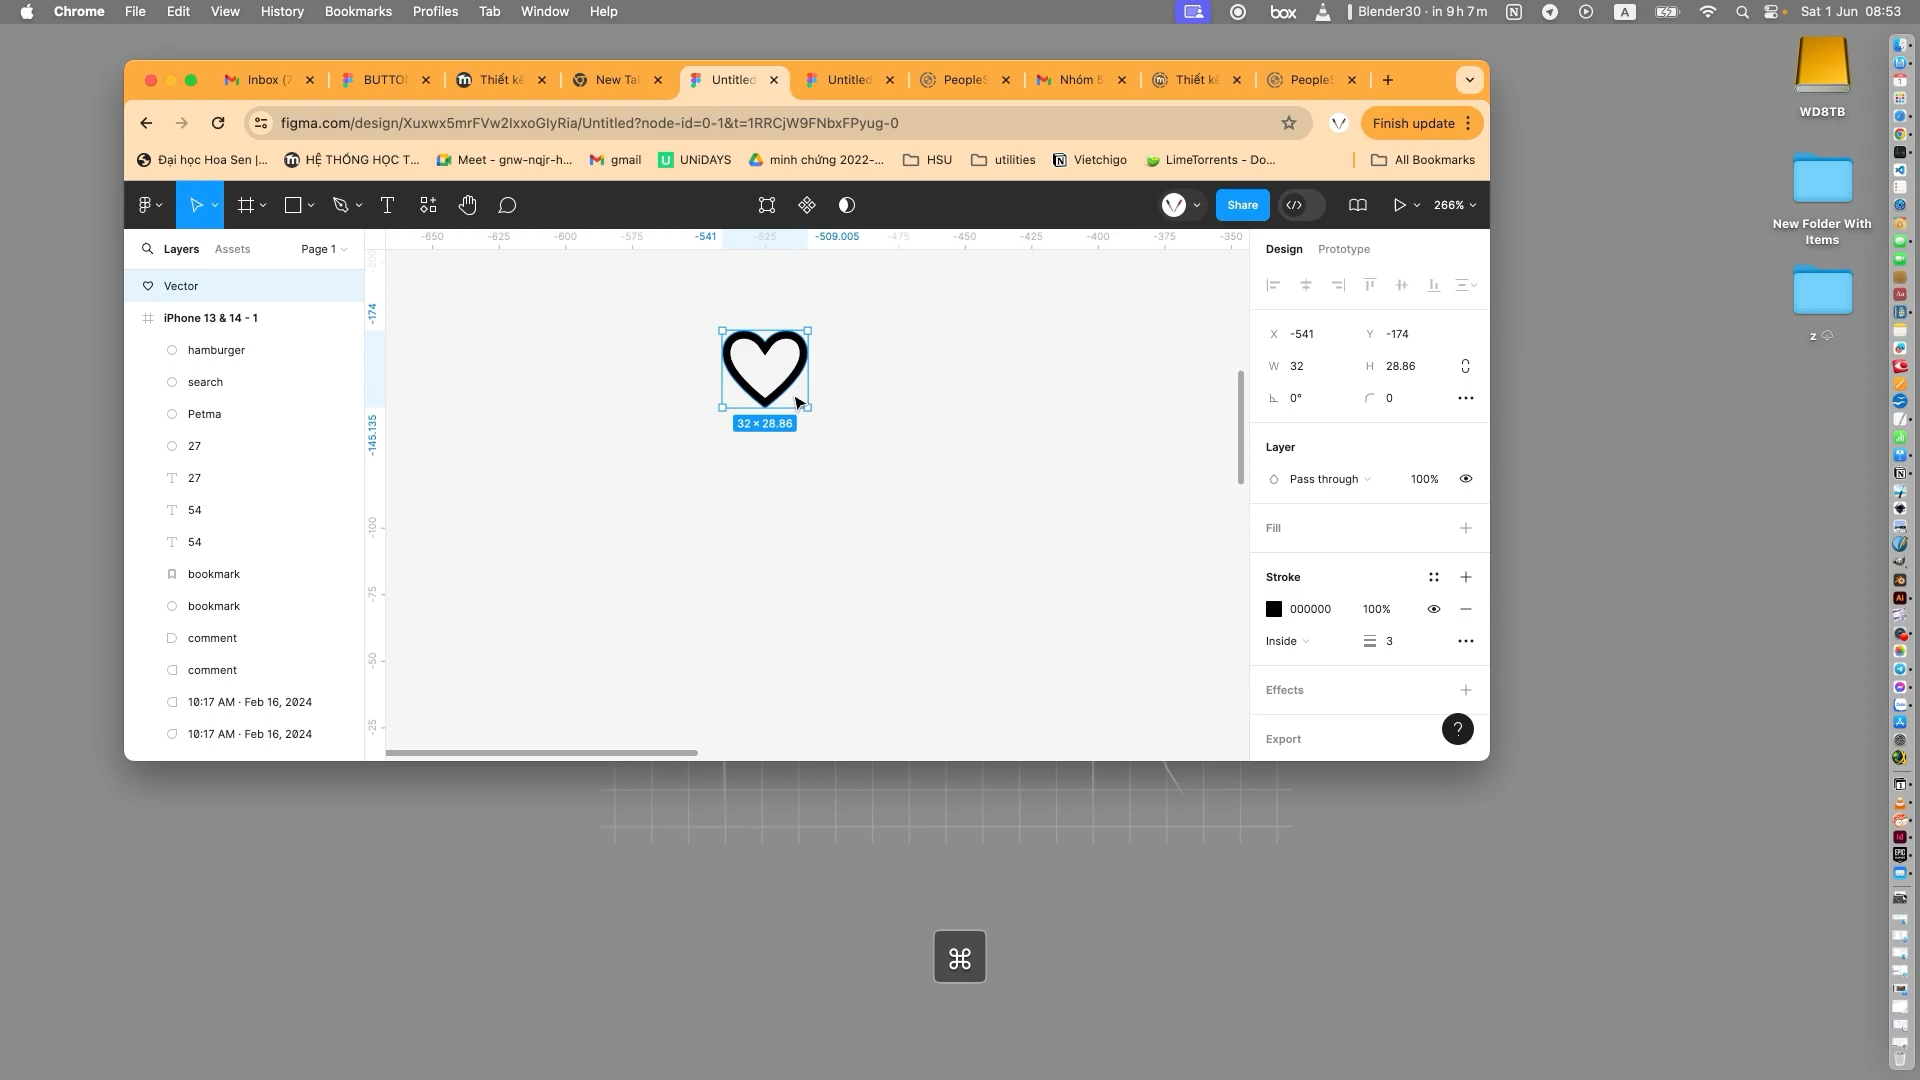 Chrome File Edit View History Bookmarks Profiles Tab Window Help
box
Blender30 · in 9 h 7 m
A
Sat 1 Jun 08:53
WD8TB
New Folder With
Items
z
Inbox (7
BUTTO
Thiết kế
New Ta
Untitled
Untitled
PeopleS
Nhóm 5
Thiết kế
PeopleS
figma.com/design/Xuxwx5mrFVw2IxxoGlyRia/Untitled?node-id=0-1&t=1RRCjW9FNbxFPyug-0
Finish update
Đại học Hoa Sen |...
HỆ THỐNG HỌC T...
Meet - gnw-nqjr-h...
gmail
UNiDAYS
minh chứng 2022-...
HSU
utilities
Vietchigo
LimeTorrents - Do...
All Bookmarks
Share
266%
Layers Assets Page 1
Vector
iPhone 13 & 14 - 1
hamburger
search
Petma
27
27
54
54
bookmark
bookmark
comment
comment
10:17 AM · Feb 16, 2024
10:17 AM · Feb 16, 2024
-650 -625 -600 -575 -541 -525 -509.005 -475 -450 -425 -400 -375 -350
-200
-174
-145.135
-100
-75
-50
-25
32 × 28.86
Design Prototype
X -541 Y -174
W 32 H 28.86
0° 0
Layer
Pass through 100%
Fill
Stroke
000000 100%
Inside 3
Effects
Export
?
⌘